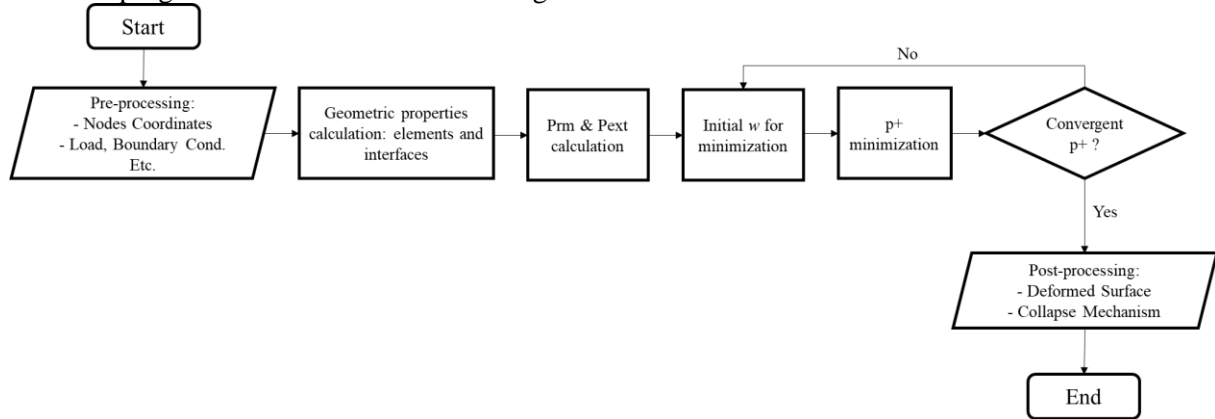 Start
Pre-processing:
- Nodes Coordinates
- Load, Boundary Cond.
Etc.
Geometric properties
calculation: elements and
interfaces
Prm & Pext
calculation
Initial w for
minimization
p+
minimization
Convergent
p+ ?
No
Yes
Post-processing:
- Deformed Surface
- Collapse Mechanism
End